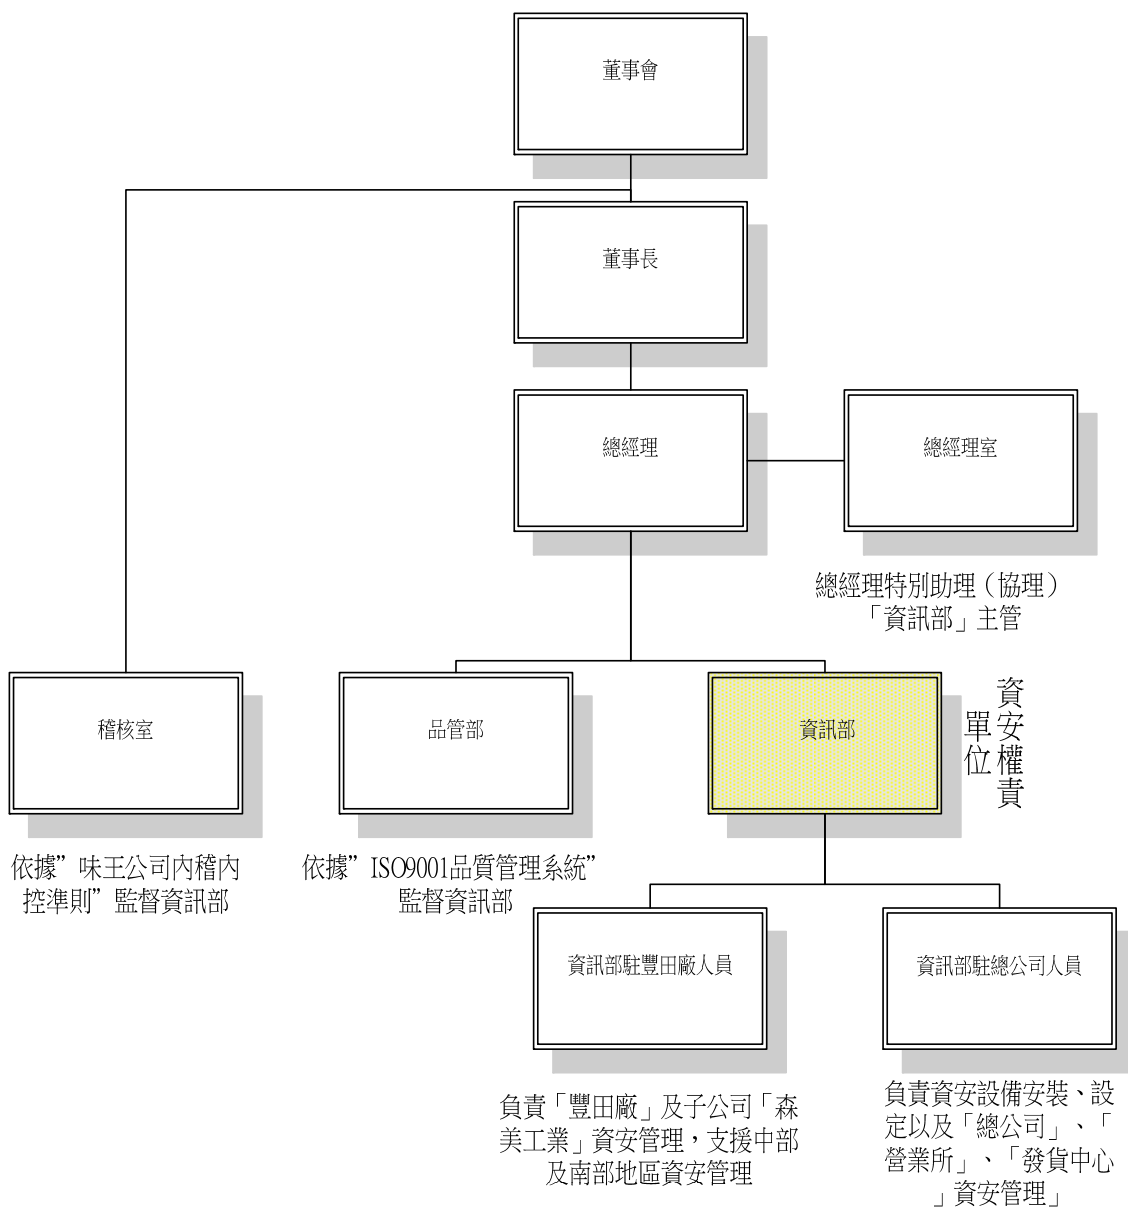 董事會
董事長
總經理
總經理室
總經理特別助理（協理）
「資訊部」主管
稽核室
品管部
資訊部
資安權責
單位
依據”味王公司內稽內
控準則”監督資訊部
依據”ISO9001品質管理系統”
監督資訊部
資訊部駐豐田廠人員
資訊部駐總公司人員
負責「豐田廠」及子公司「森
美工業」資安管理，支援中部
及南部地區資安管理
負責資安設備安裝、設
定以及「總公司」、「
營業所」、「發貨中心
」資安管理」